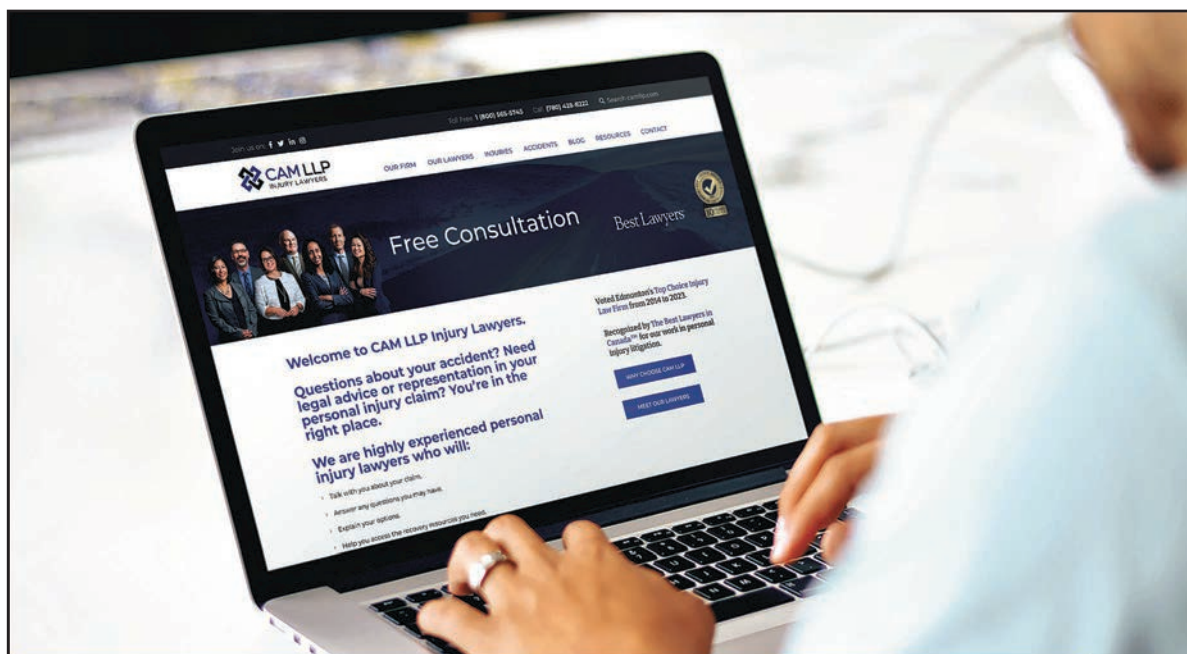 Join us on:
Toll Free 1 (800) 565-5745 Call (780) 426-8222 Search camllp.com
CAM LLP
INJURY LAWYERS
OUR FIRM OUR LAWYERS INJURIES ACCIDENTS BLOG RESOURCES CONTACT
Free Consultation
Best Lawyers
Welcome to CAM LLP Injury Lawyers.
Questions about your accident? Need
legal advice or representation in your
personal injury claim? You're in the
right place.
We are highly experienced personal
injury lawyers who will:
› Talk with you about your claim.
› Answer any questions you may have.
› Explain your options.
› Help you access the recovery resources you need.
Voted Edmonton's Top Choice Injury
Law Firm from 2014 to 2023.
Recognized by The Best Lawyers in
Canada™ for our work in personal
injury litigation.
WHY CHOOSE CAM LLP
MEET OUR LAWYERS